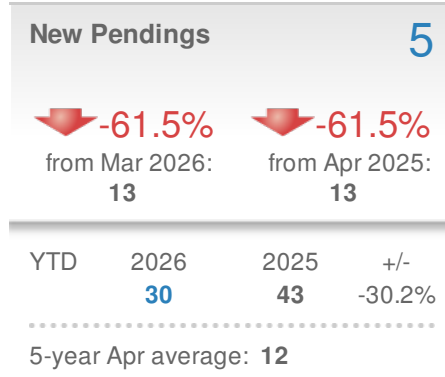 New Pendings 5
-61.5% -61.5%
from Mar 2026: from Apr 2025:
13 13
YTD 2026 2025 +/-
30 43 -30.2%
5-year Apr average: 12